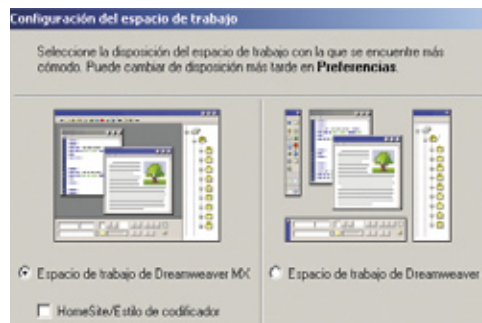 Configuración del espacio de trabajo
Seleccione la disposición del espacio de trabajo con la que se encuentre más
cómodo. Puede cambiar de disposición más tarde en Preferencias.
Espacio de trabajo de Dreamweaver MX
Espacio de trabajo de Dreamweaver
HomeSite/Estilo de codificador